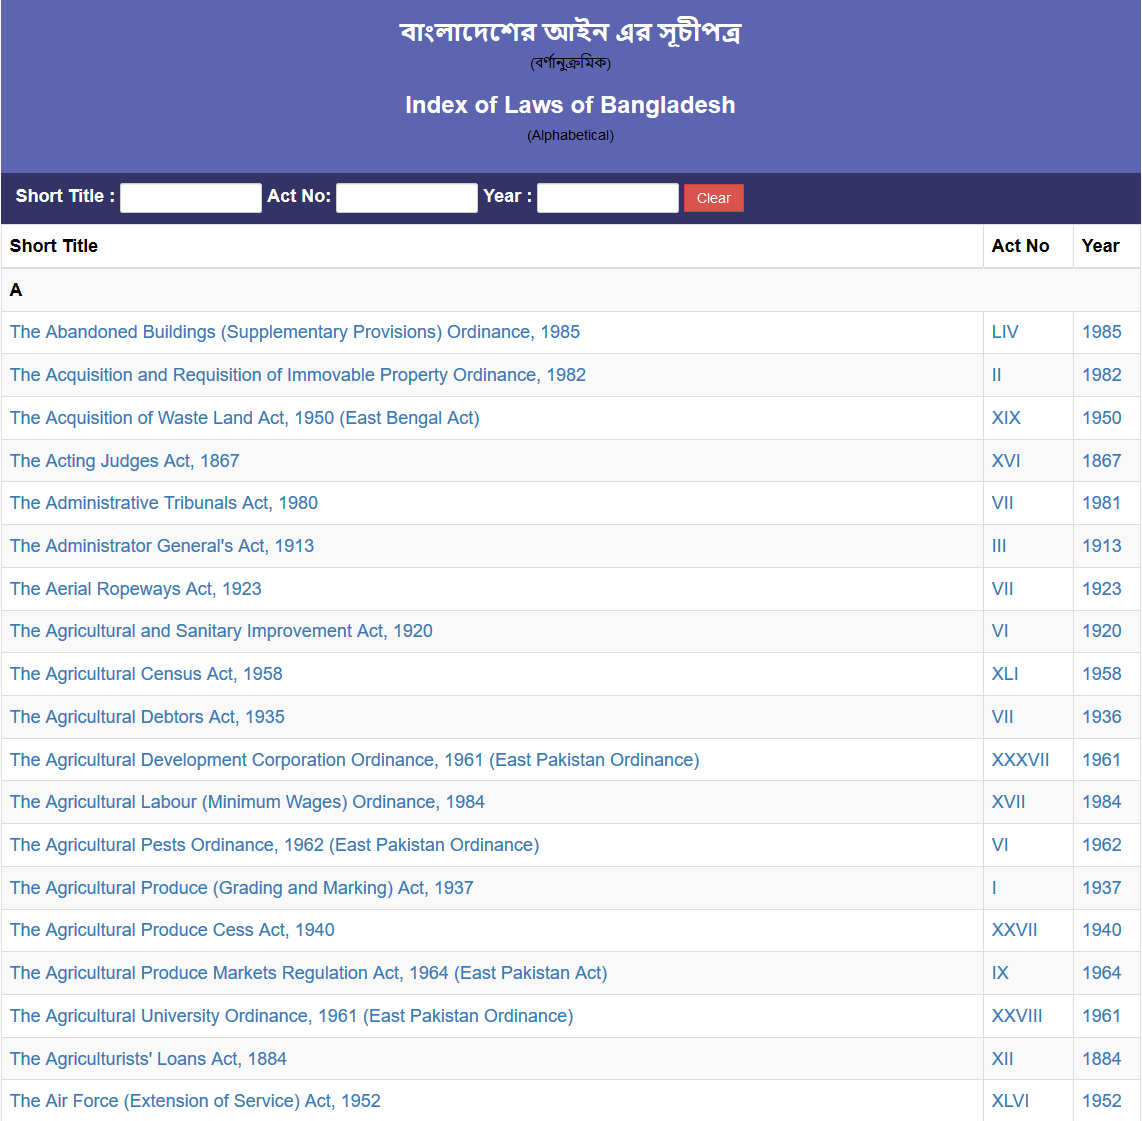 বাংলাদেশের আইন এর সূচীপত্র
(বর্ণানুক্রমিক)
Index of Laws of Bangladesh
(Alphabetical)
Short Title : Act No: Year : Clear
Short Title Act No Year
A
The Abandoned Buildings (Supplementary Provisions) Ordinance, 1985 LIV 1985
The Acquisition and Requisition of Immovable Property Ordinance, 1982 II 1982
The Acquisition of Waste Land Act, 1950 (East Bengal Act) XIX 1950
The Acting Judges Act, 1867 XVI 1867
The Administrative Tribunals Act, 1980 VII 1981
The Administrator General's Act, 1913 III 1913
The Aerial Ropeways Act, 1923 VII 1923
The Agricultural and Sanitary Improvement Act, 1920 VI 1920
The Agricultural Census Act, 1958 XLI 1958
The Agricultural Debtors Act, 1935 VII 1936
The Agricultural Development Corporation Ordinance, 1961 (East Pakistan Ordinance) XXXVII 1961
The Agricultural Labour (Minimum Wages) Ordinance, 1984 XVII 1984
The Agricultural Pests Ordinance, 1962 (East Pakistan Ordinance) VI 1962
The Agricultural Produce (Grading and Marking) Act, 1937 I 1937
The Agricultural Produce Cess Act, 1940 XXVII 1940
The Agricultural Produce Markets Regulation Act, 1964 (East Pakistan Act) IX 1964
The Agricultural University Ordinance, 1961 (East Pakistan Ordinance) XXVIII 1961
The Agriculturists' Loans Act, 1884 XII 1884
The Air Force (Extension of Service) Act, 1952 XLVI 1952